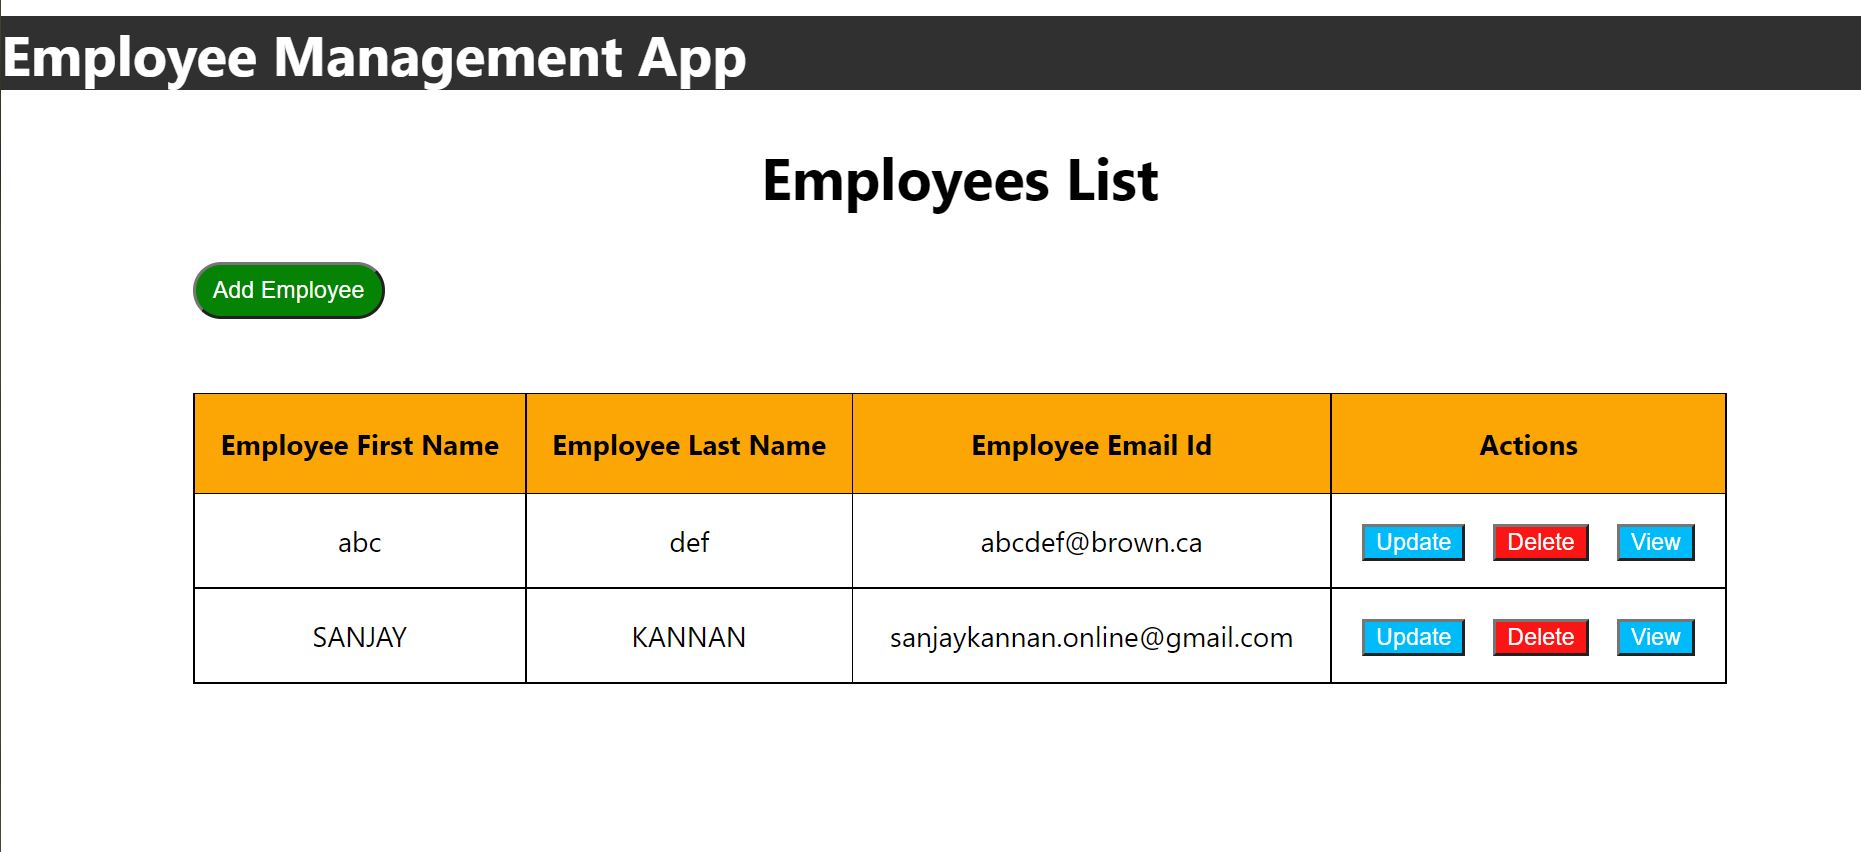 Employee Management App
Employees List
Add Employee
Employee First Name Employee Last Name Employee Email Id Actions
abc def abcdef@brown.ca Update Delete View
SANJAY KANNAN sanjaykannan.online@gmail.com Update Delete View